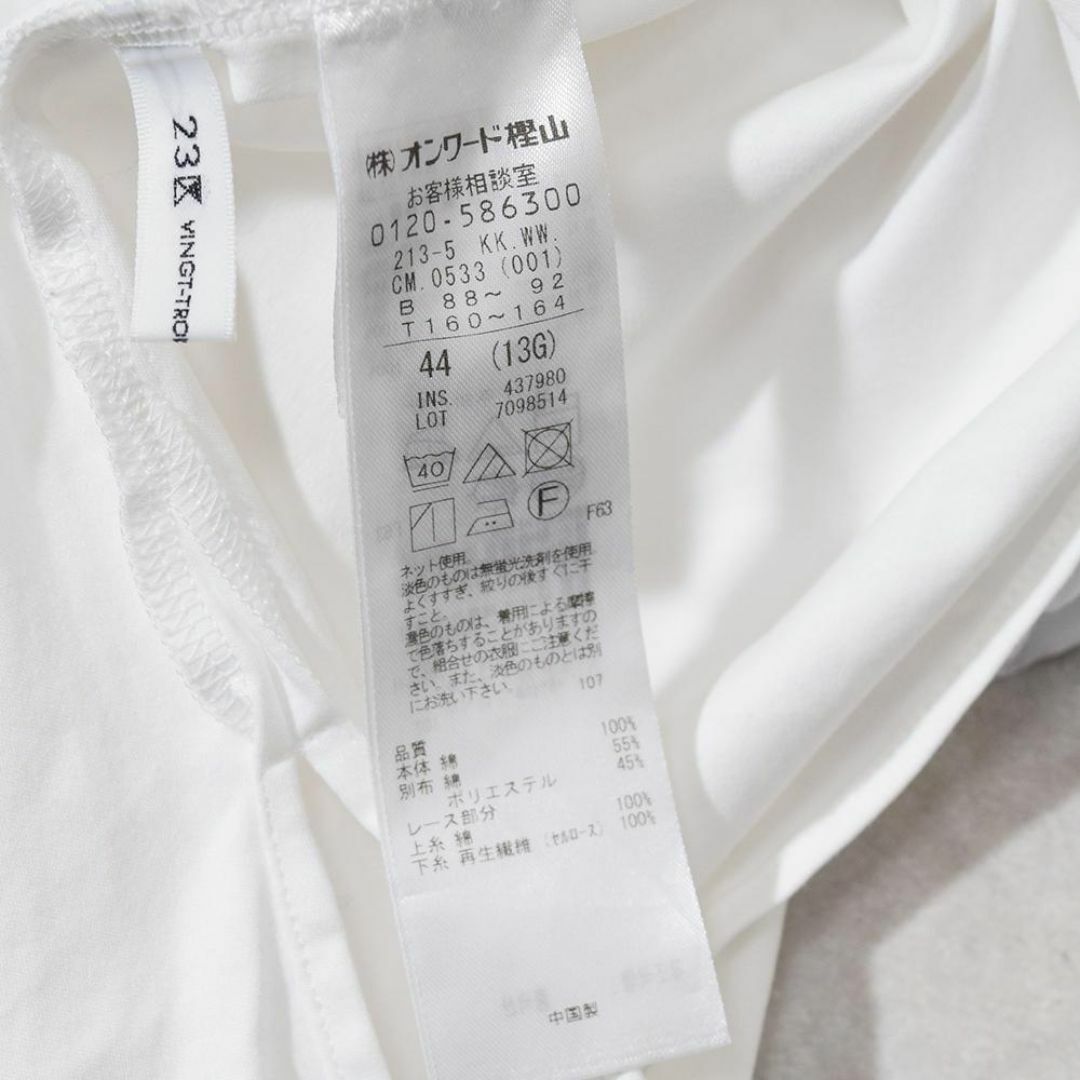 23区
VINGT-TROI
(株)オンワード樫山
お客様相談室
0120-586300
213-5 KK.WW.
CM.0533 (001)
B 88～ 92
T160～164
44 (13G)
INS. 437980
LOT 7098514
40
F
F63
ネット使用
淡色のものは無蛍光洗剤を使用
よくすすぎ、絞りの後すぐに干
すこと。
濃色のものは、着用による摩擦
で色落ちすることがありますの
で、組合せの衣服にご注意くだ
さい。また、淡色のものとは別
にお洗い下さい。
107
品質
本体 綿 100%
別布 綿 55%
ポリエステル 45%
レース部分
上糸 綿 100%
下糸 再生繊維 (セルロース) 100%
中国製